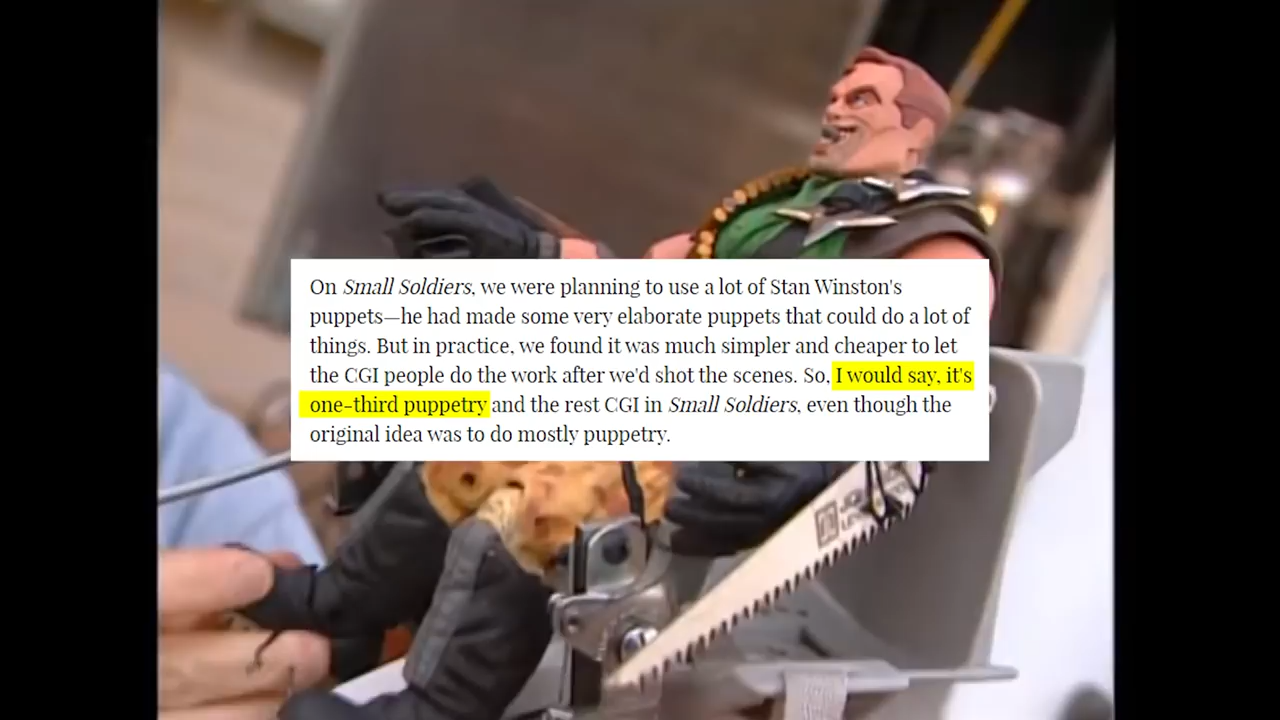 On Small Soldiers, we were planning to use a lot of Stan Winston's
puppets—he had made some very elaborate puppets that could do a lot of
things. But in practice, we found it was much simpler and cheaper to let
the CGI people do the work after we'd shot the scenes. So, I would say, it's
one-third puppetry and the rest CGI in Small Soldiers, even though the
original idea was to do mostly puppetry.